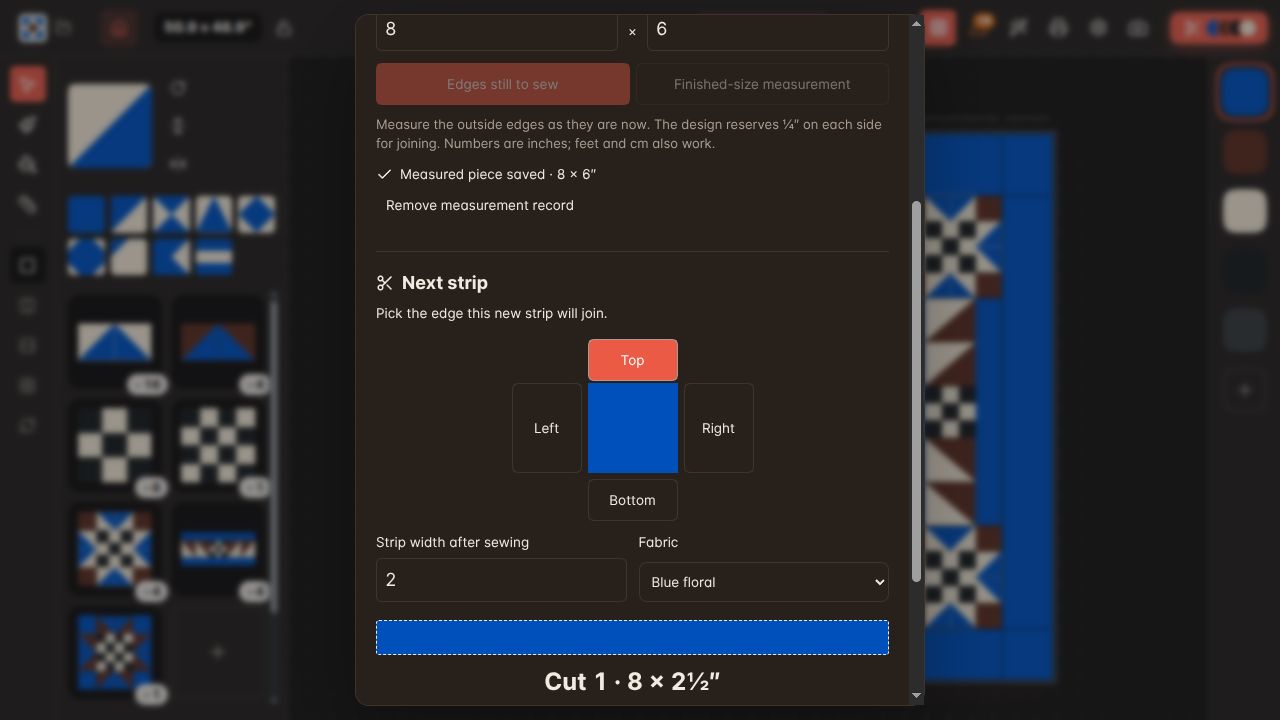 8 × 6
Edges still to sew Finished-size measurement
Measure the outside edges as they are now. The design reserves ¼″ on each side
for joining. Numbers are inches; feet and cm also work.
Measured piece saved · 8 × 6″
Remove measurement record
Next strip
Pick the edge this new strip will join.
Top
Left Right
Bottom
Strip width after sewing Fabric
2 Blue floral
Cut 1 · 8 × 2½″